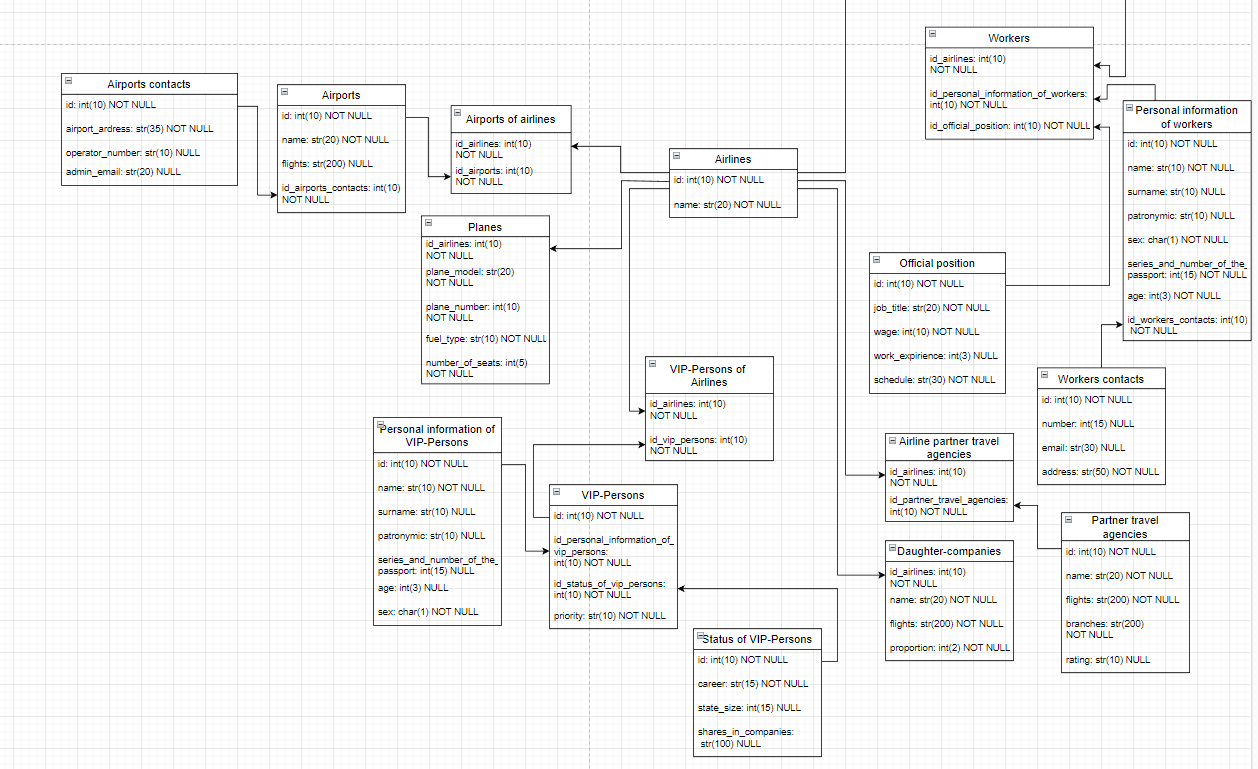 Airports contacts
id: int(10) NOT NULL
airport_ardress: str(35) NOT NULL
operator_number: str(10) NULL
admin_email: str(20) NULL
Airports
id: int(10) NOT NULL
name: str(20) NOT NULL
flights: str(200) NULL
id_airports_contacts: int(10)
NOT NULL
Airports of airlines
id_airlines: int(10)
NOT NULL
id_airports: int(10)
NOT NULL
Airlines
id: int(10) NOT NULL
name: str(20) NOT NULL
Workers
id_airlines: int(10)
NOT NULL
id_personal_information_of_workers:
int(10) NOT NULL
id_official_position: int(10) NOT NULL
Personal information
of workers
id: int(10) NOT NULL
name: str(10) NOT NULL
surname: str(10) NULL
patronymic: str(10) NULL
sex: char(1) NOT NULL
series_and_number_of_the_
passport: int(15) NOT NULL
age: int(3) NOT NULL
id_workers_contacts: int(10)
NOT NULL
Planes
id_airlines: int(10)
NOT NULL
plane_model: str(20)
NOT NULL
plane_number: int(10)
NOT NULL
fuel_type: str(10) NOT NULL
number_of_seats: int(5)
NOT NULL
Official position
id: int(10) NOT NULL
job_title: str(20) NOT NULL
wage: int(10) NOT NULL
work_expirience: int(3) NULL
schedule: str(30) NOT NULL
VIP-Persons of
Airlines
id_airlines: int(10)
NOT NULL
id_vip_persons: int(10)
NOT NULL
Workers contacts
id: int(10) NOT NULL
number: int(15) NULL
email: str(30) NULL
address: str(50) NOT NULL
Personal information of
VIP-Persons
id: int(10) NOT NULL
name: str(10) NOT NULL
surname: str(10) NULL
patronymic: str(10) NULL
series_and_number_of_the_
passport: int(15) NULL
age: int(3) NULL
sex: char(1) NOT NULL
VIP-Persons
id: int(10) NOT NULL
id_personal_information_of_
vip_persons:
int(10) NOT NULL
id_status_of_vip_persons:
int(10) NOT NULL
priority: str(10) NOT NULL
Airline partner travel
agencies
id_airlines: int(10)
NOT NULL
id_partner_travel_agencies:
int(10) NOT NULL
Daughter-companies
id_airlines: int(10)
NOT NULL
name: str(20) NOT NULL
flights: str(200) NOT NULL
proportion: int(2) NOT NULL
Partner travel
agencies
id: int(10) NOT NULL
name: str(20) NOT NULL
flights: str(200) NOT NULL
branches: str(200)
NOT NULL
rating: str(10) NULL
Status of VIP-Persons
id: int(10) NOT NULL
career: str(15) NOT NULL
state_size: int(15) NULL
shares_in_companies:
str(100) NULL